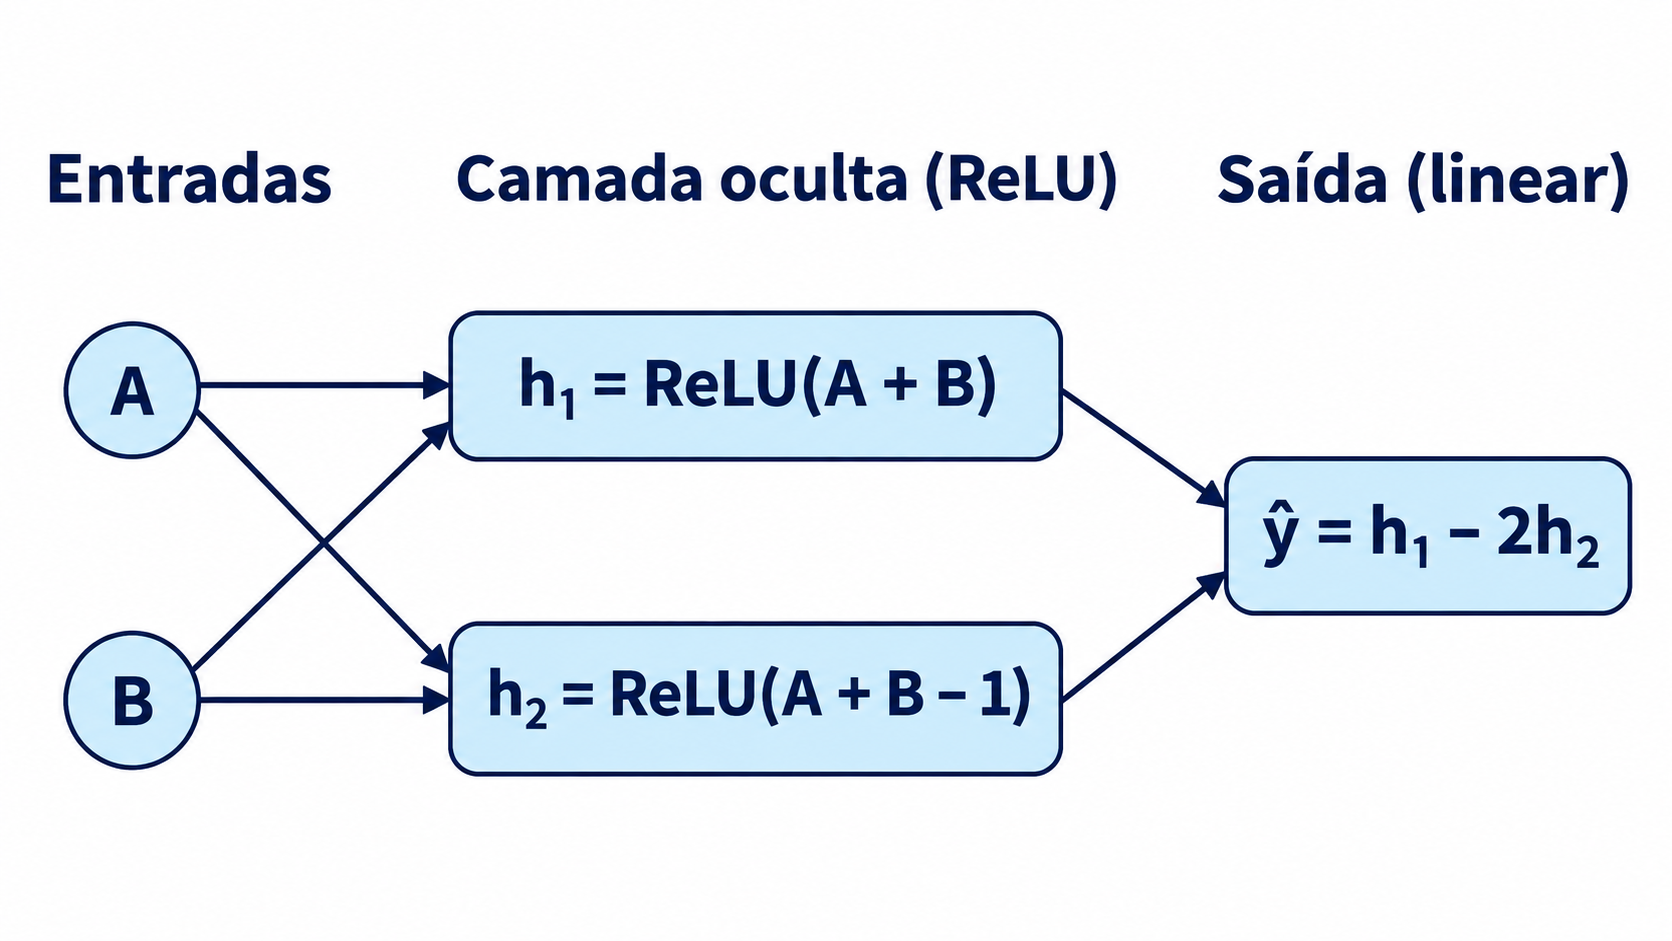 Entradas
Camada oculta (ReLU)
Saída (linear)
A
h₁ = ReLU(A + B)
ŷ = h₁ − 2h₂
B
h₂ = ReLU(A + B − 1)